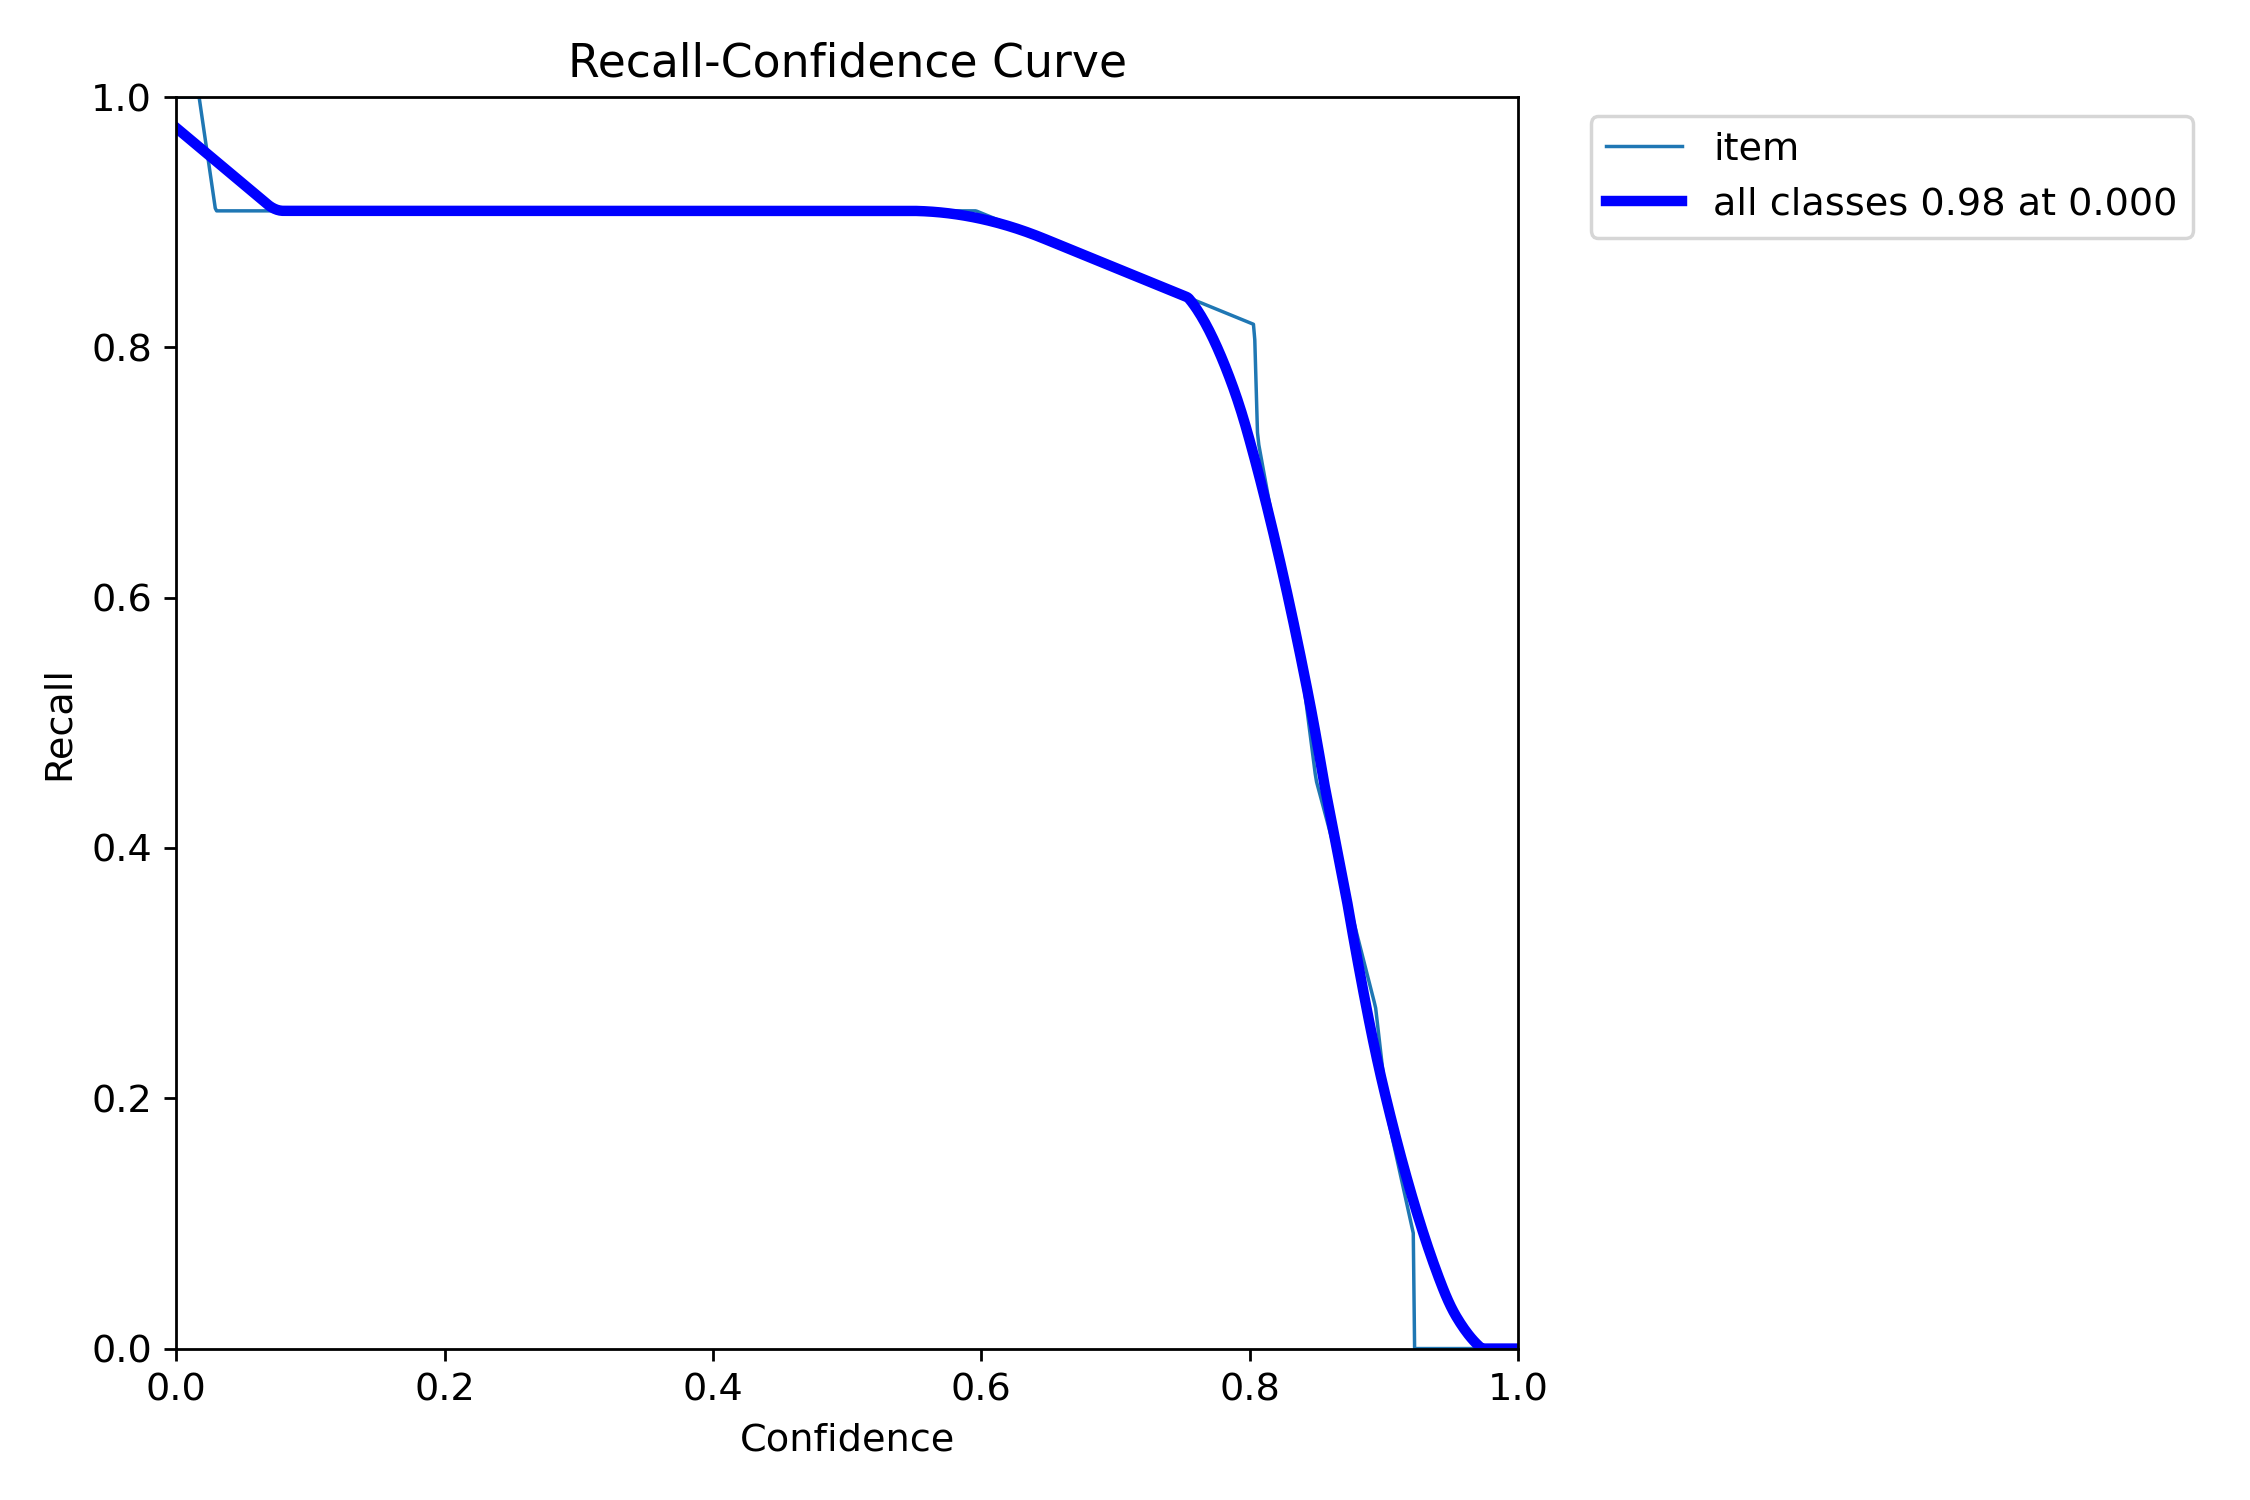 Recall-Confidence Curve
1.0
0.8
0.6
0.4
0.2
0.0
Recall
0.0 0.2 0.4 0.6 0.8 1.0
Confidence
item
all classes 0.98 at 0.000